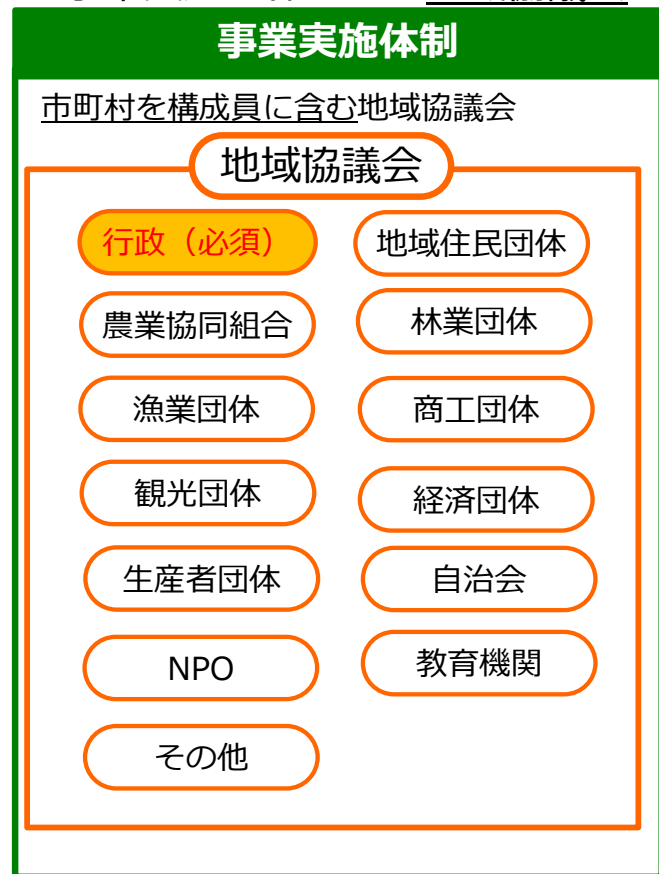 事業実施体制
市町村を構成員に含む地域協議会
地域協議会
行政（必須）
地域住民団体
農業協同組合
林業団体
漁業団体
商工団体
観光団体
経済団体
生産者団体
自治会
NPO
教育機関
その他